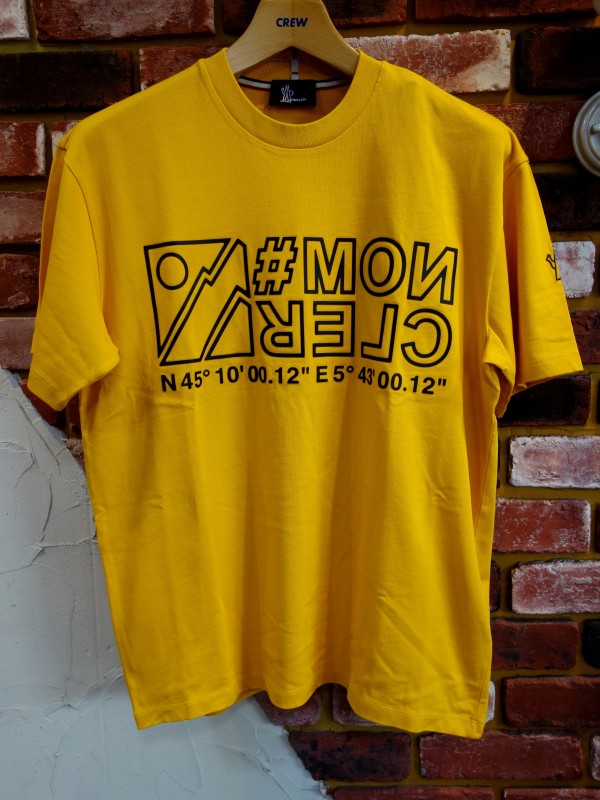 CREW
#MON
CLER
N 45° 10' 00.12" E 5° 43' 00.12"